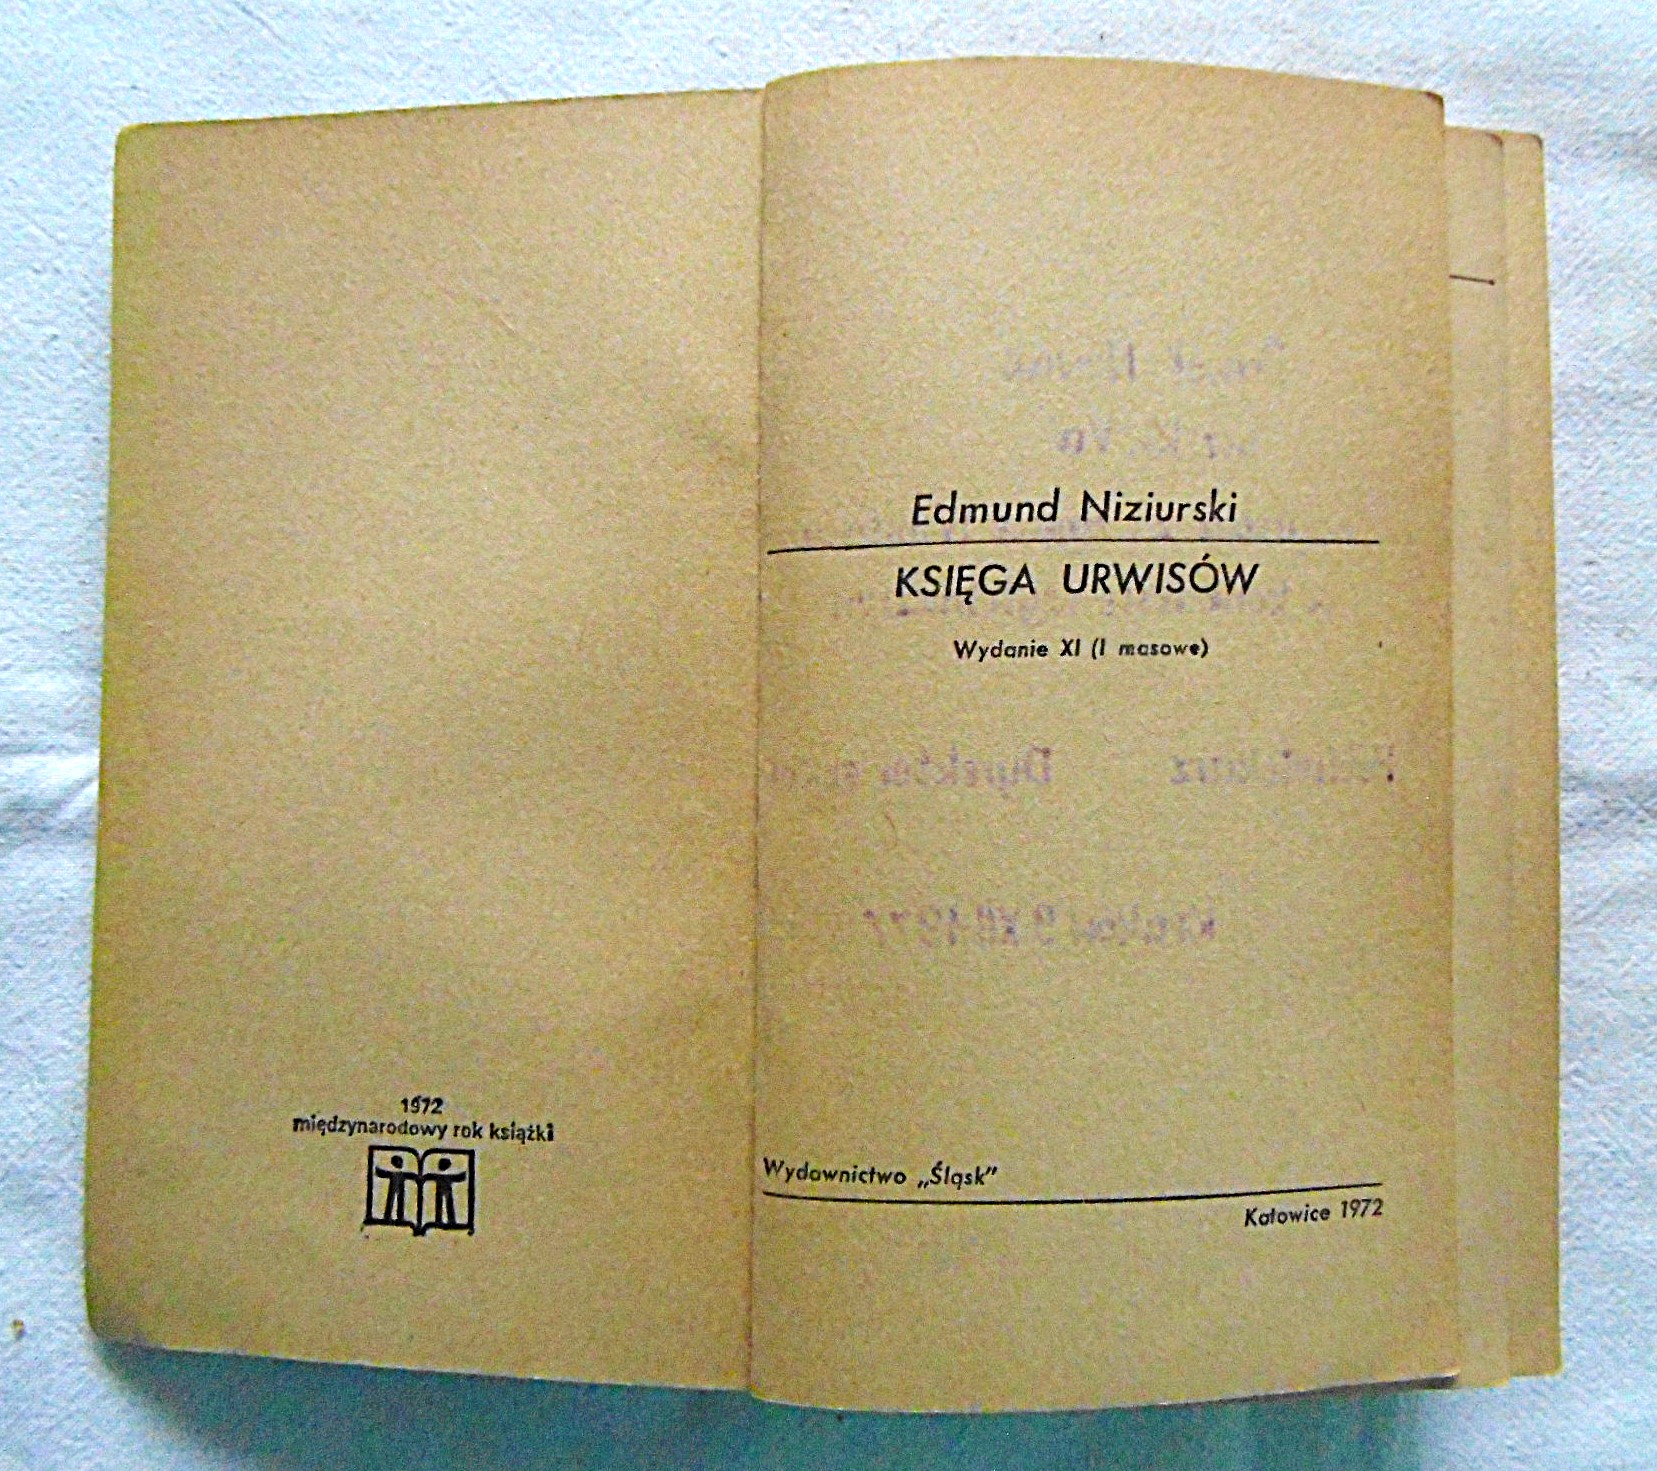 1972
międzynarodowy rok książki
Edmund Niziurski
KSIĘGA URWISÓW
Wydanie XI (I masowe)
Wydawnictwo „Śląsk”
Katowice 1972